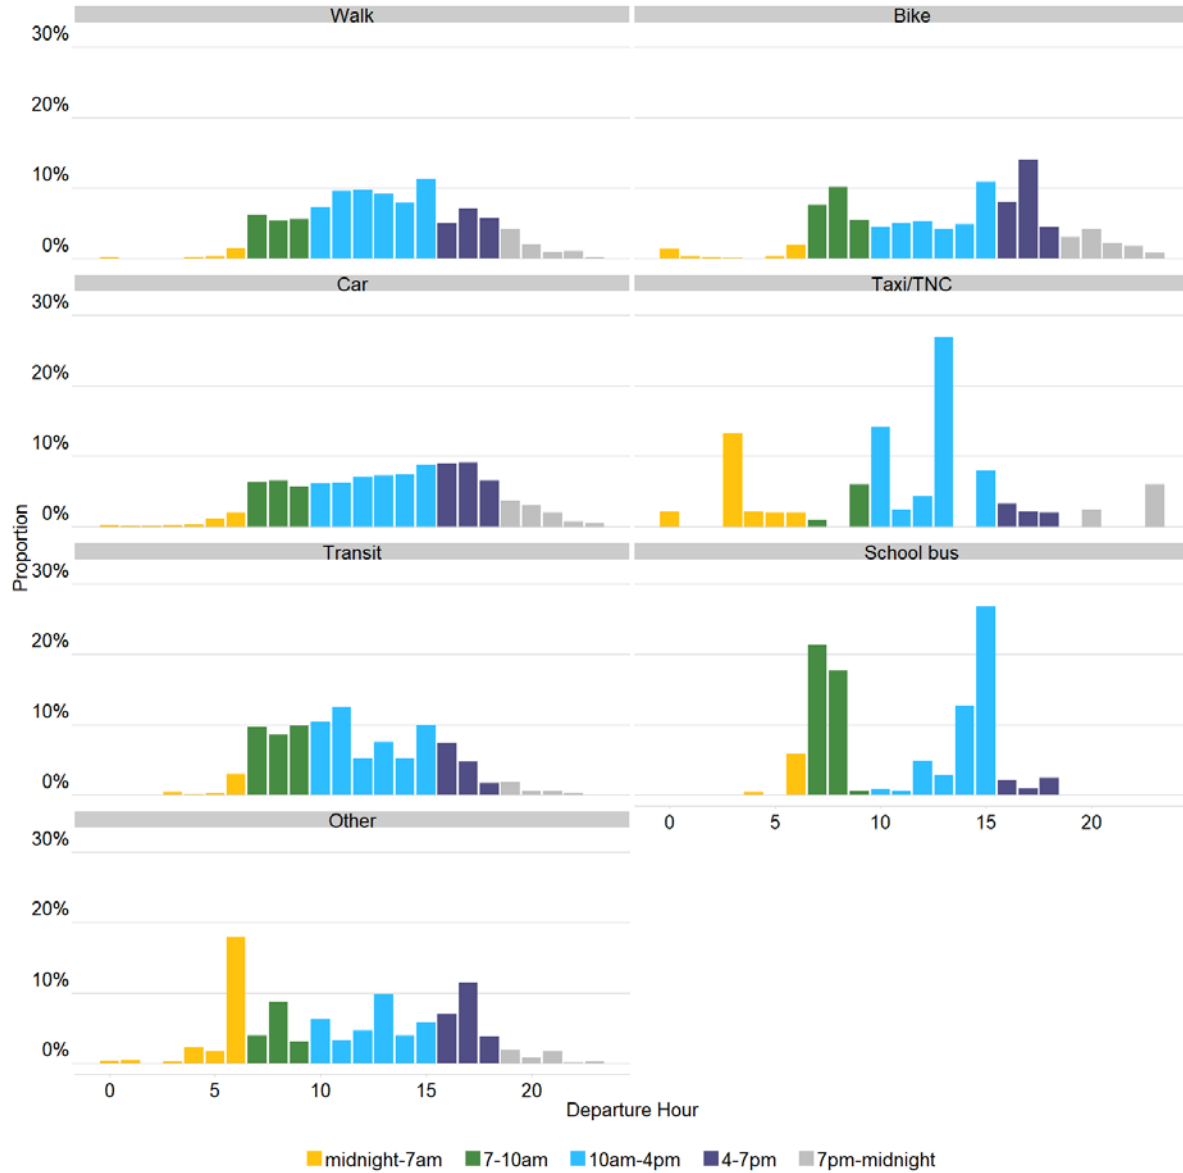 Walk
Bike
30%
20%
10%
0%
Car
Taxi/TNC
30%
20%
10%
0%
Transit
School bus
30%
20%
10%
0%
0 5 10 15 20
Other
30%
20%
10%
0%
0 5 10 15 20
Proportion
Departure Hour
midnight-7am 7-10am 10am-4pm 4-7pm 7pm-midnight